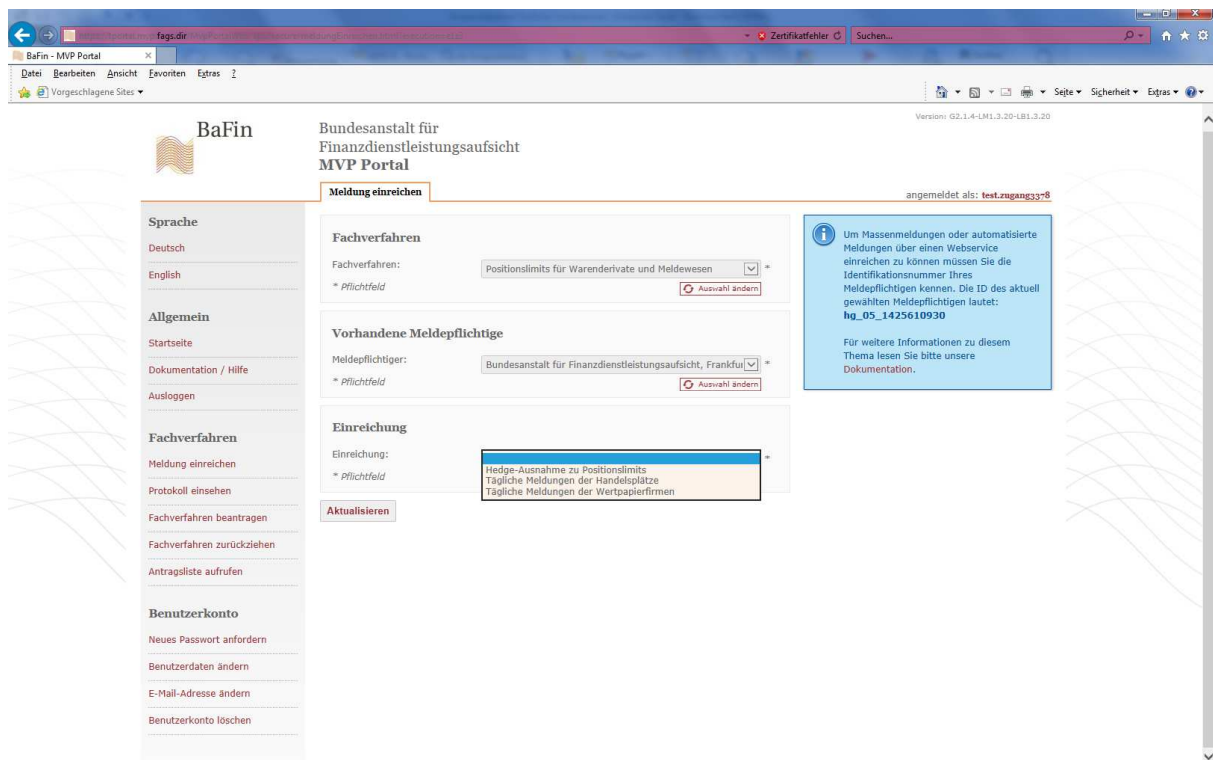 fags.dir
Zertifikatfehler
Suchen...
BaFin - MVP Portal
Datei Bearbeiten Ansicht Favoriten Extras ?
Vorgeschlagene Sites
Seite Sicherheit Extras
Version: G2.1.4-LM1.3.20-LB1.3.20
BaFin
Bundesanstalt für
Finanzdienstleistungsaufsicht
MVP Portal
Meldung einreichen
angemeldet als: test.zugang3378
Sprache
Deutsch
English
Allgemein
Startseite
Dokumentation / Hilfe
Ausloggen
Fachverfahren
Meldung einreichen
Protokoll einsehen
Fachverfahren beantragen
Fachverfahren zurückziehen
Antragsliste aufrufen
Benutzerkonto
Neues Passwort anfordern
Benutzerdaten ändern
E-Mail-Adresse ändern
Benutzerkonto löschen
Fachverfahren
Fachverfahren:
Positionslimits für Warenderivate und Meldewesen *
* Pflichtfeld
Auswahl ändern
Vorhandene Meldepflichtige
Meldepflichtiger:
Bundesanstalt für Finanzdienstleistungsaufsicht, Frankfur *
* Pflichtfeld
Auswahl ändern
Einreichung
Einreichung:
*
* Pflichtfeld
Hedge-Ausnahme zu Positionslimits
Tägliche Meldungen der Handelsplätze
Tägliche Meldungen der Wertpapierfirmen
Aktualisieren
Um Massenmeldungen oder automatisierte
Meldungen über einen Webservice
einreichen zu können müssen Sie die
Identifikationsnummer Ihres
Meldepflichtigen kennen. Die ID des aktuell
gewählten Meldepflichtigen lautet:
hg_05_1425610930
Für weitere Informationen zu diesem
Thema lesen Sie bitte unsere
Dokumentation.